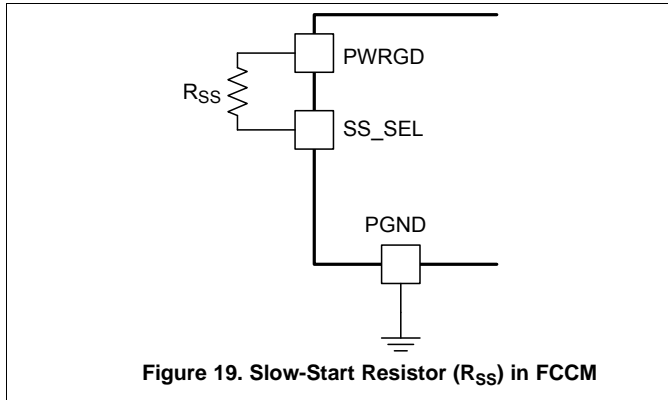 PWRGD
RSS
SS_SEL
PGND
Figure 19. Slow-Start Resistor (RSS) in FCCM